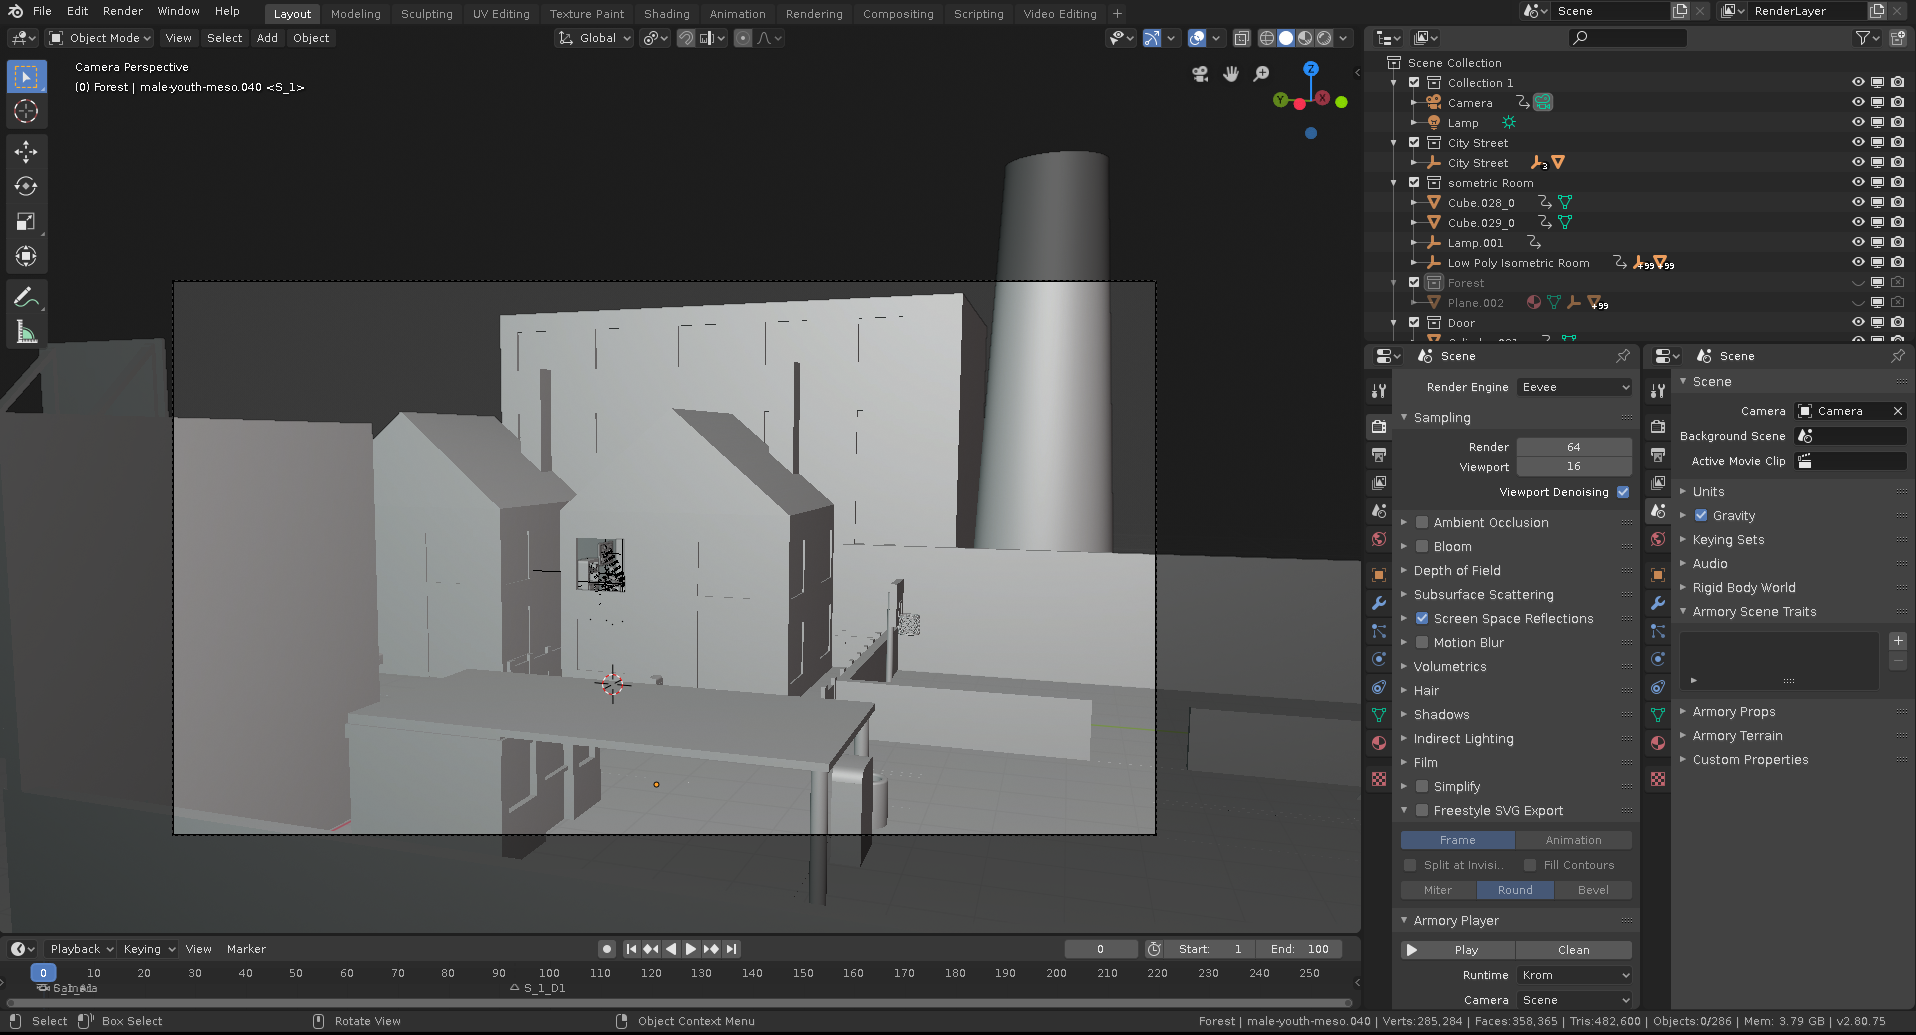 File Edit Render Window Help Layout Modeling Sculpting UV Editing Texture Paint Shading Animation Rendering Compositing Scripting Video Editing + Scene RenderLayer
Object Mode View Select Add Object Global
Camera Perspective
(0) Forest | male-youth-meso.040 <S_1>
Z
Y
X
Scene Collection
Collection 1
Camera
Lamp
City Street
City Street 3
sometric Room
Cube.028_0
Cube.029_0
Lamp.001
Low Poly Isometric Room +99 +99
Forest
Plane.002 +99
Door
Scene
Render Engine Eevee
Sampling
Render 64
Viewport 16
Viewport Denoising
Ambient Occlusion
Bloom
Depth of Field
Subsurface Scattering
Screen Space Reflections
Motion Blur
Volumetrics
Hair
Shadows
Indirect Lighting
Film
Simplify
Freestyle SVG Export
Frame Animation
Split at Invisi.. Fill Contours
Miter Round Bevel
Armory Player
Play Clean
Runtime Krom
Camera Scene
Scene
Scene
Camera Camera
Background Scene
Active Movie Clip
Units
Gravity
Keying Sets
Audio
Rigid Body World
Armory Scene Traits
Armory Props
Armory Terrain
Custom Properties
Playback Keying View Marker 0 Start: 1 End: 100
0 10 20 30 40 50 60 70 80 90 100 110 120 130 140 150 160 170 180 190 200 210 220 230 240 250
S_1_D1
Select Box Select Rotate View Object Context Menu Forest | male-youth-meso.040 | Verts:285,284 | Faces:358,365 | Tris:482,600 | Objects:0/286 | Mem: 3.79 GB | v2.80.75